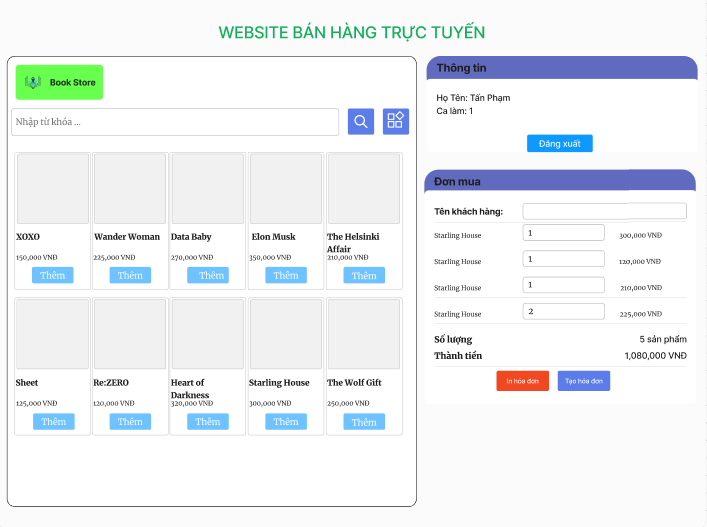 WEBSITE BÁN HÀNG TRỰC TUYẾN
Book Store
Nhập từ khóa ...
XOXO
150,000 VNĐ
Thêm
Wander Woman
225,000 VNĐ
Thêm
Data Baby
270,000 VNĐ
Thêm
Elon Musk
350,000 VNĐ
Thêm
The Helsinki
Affair
210,000 VNĐ
Thêm
Sheet
125,000 VNĐ
Thêm
Re:ZERO
120,000 VNĐ
Thêm
Heart of
Darkness
320,000 VNĐ
Thêm
Starling House
300,000 VNĐ
Thêm
The Wolf Gift
250,000 VNĐ
Thêm
Thông tin
Họ Tên: Tấn Phạm
Ca làm: 1
Đăng xuất
Đơn mua
Tên khách hàng:
Starling House 1 300,000 VNĐ
Starling House 1 120,000 VNĐ
Starling House 1 210,000 VNĐ
Starling House 2 225,000 VNĐ
Số lượng 5 sản phẩm
Thành tiền 1,080,000 VNĐ
In hóa đơn Tạo hóa đơn